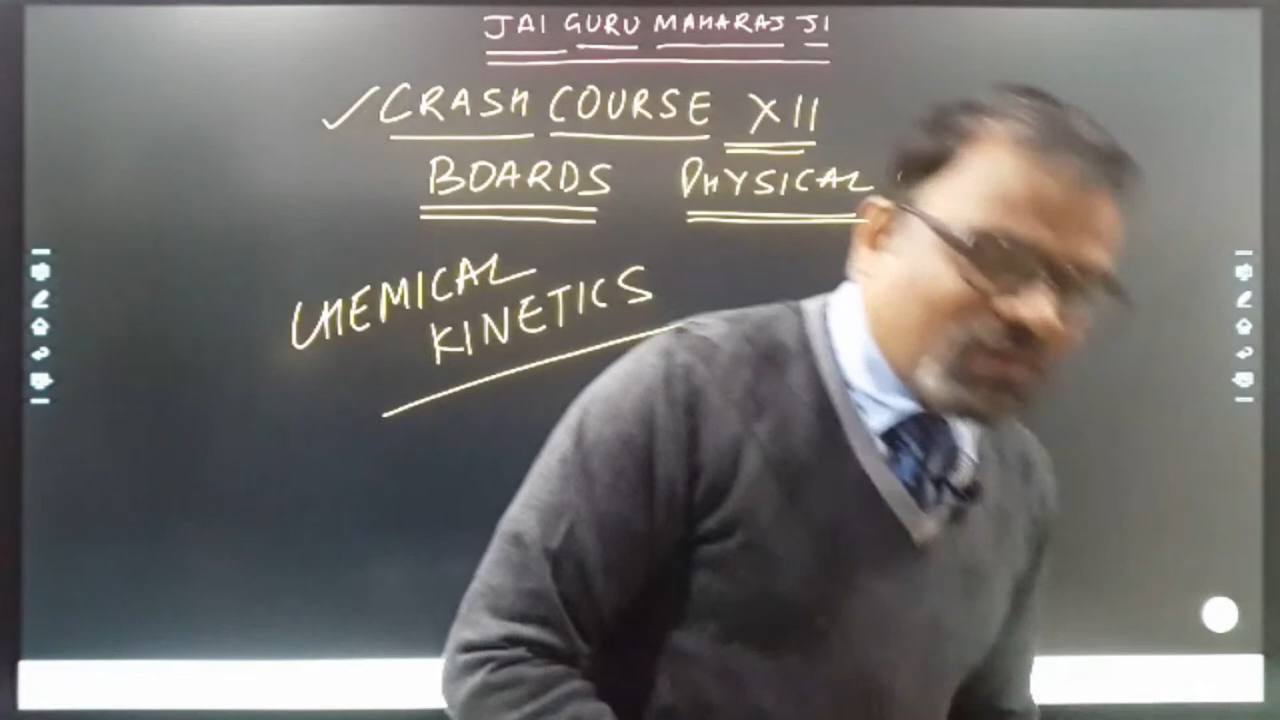 JAI GURU MAHARAJ JI
CRASH COURSE XII
BOARDS PHYSICAL
CHEMICAL
KINETICS